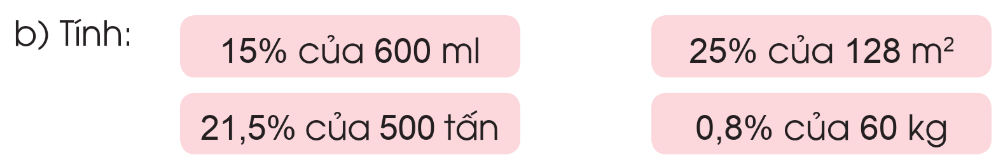 b) Tính:
15% của 600 ml
25% của 128 m²
21,5% của 500 tấn
0,8% của 60 kg